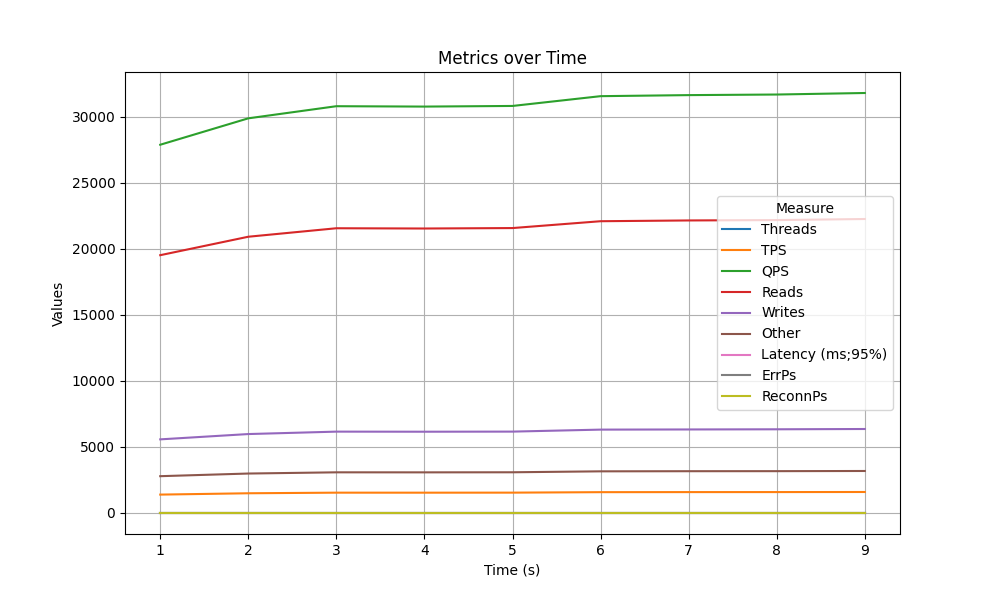 Metrics over Time
Values
30000
25000
20000
15000
10000
5000
0
Measure
Threads
TPS
QPS
Reads
Writes
Other
Latency (ms;95%)
ErrPs
ReconnPs
1 2 3 4 5 6 7 8 9
Time (s)